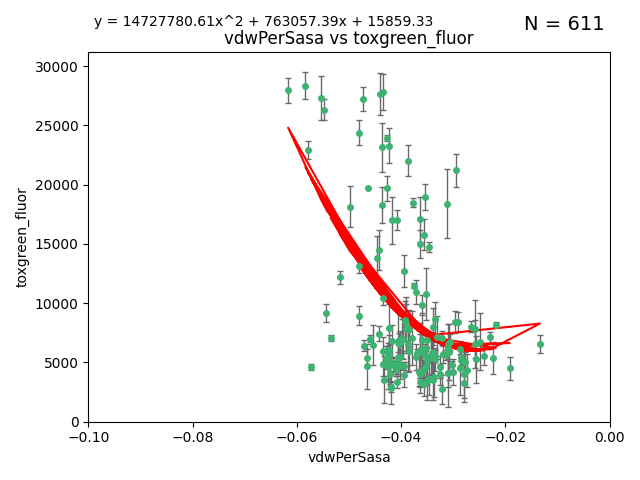 y = 14727780.61x^2 + 763057.39x + 15859.33
N = 611
vdwPerSasa vs toxgreen_fluor
30000
25000
20000
15000
10000
5000
0
toxgreen_fluor
−0.10 −0.08 −0.06 −0.04 −0.02 0.00
vdwPerSasa